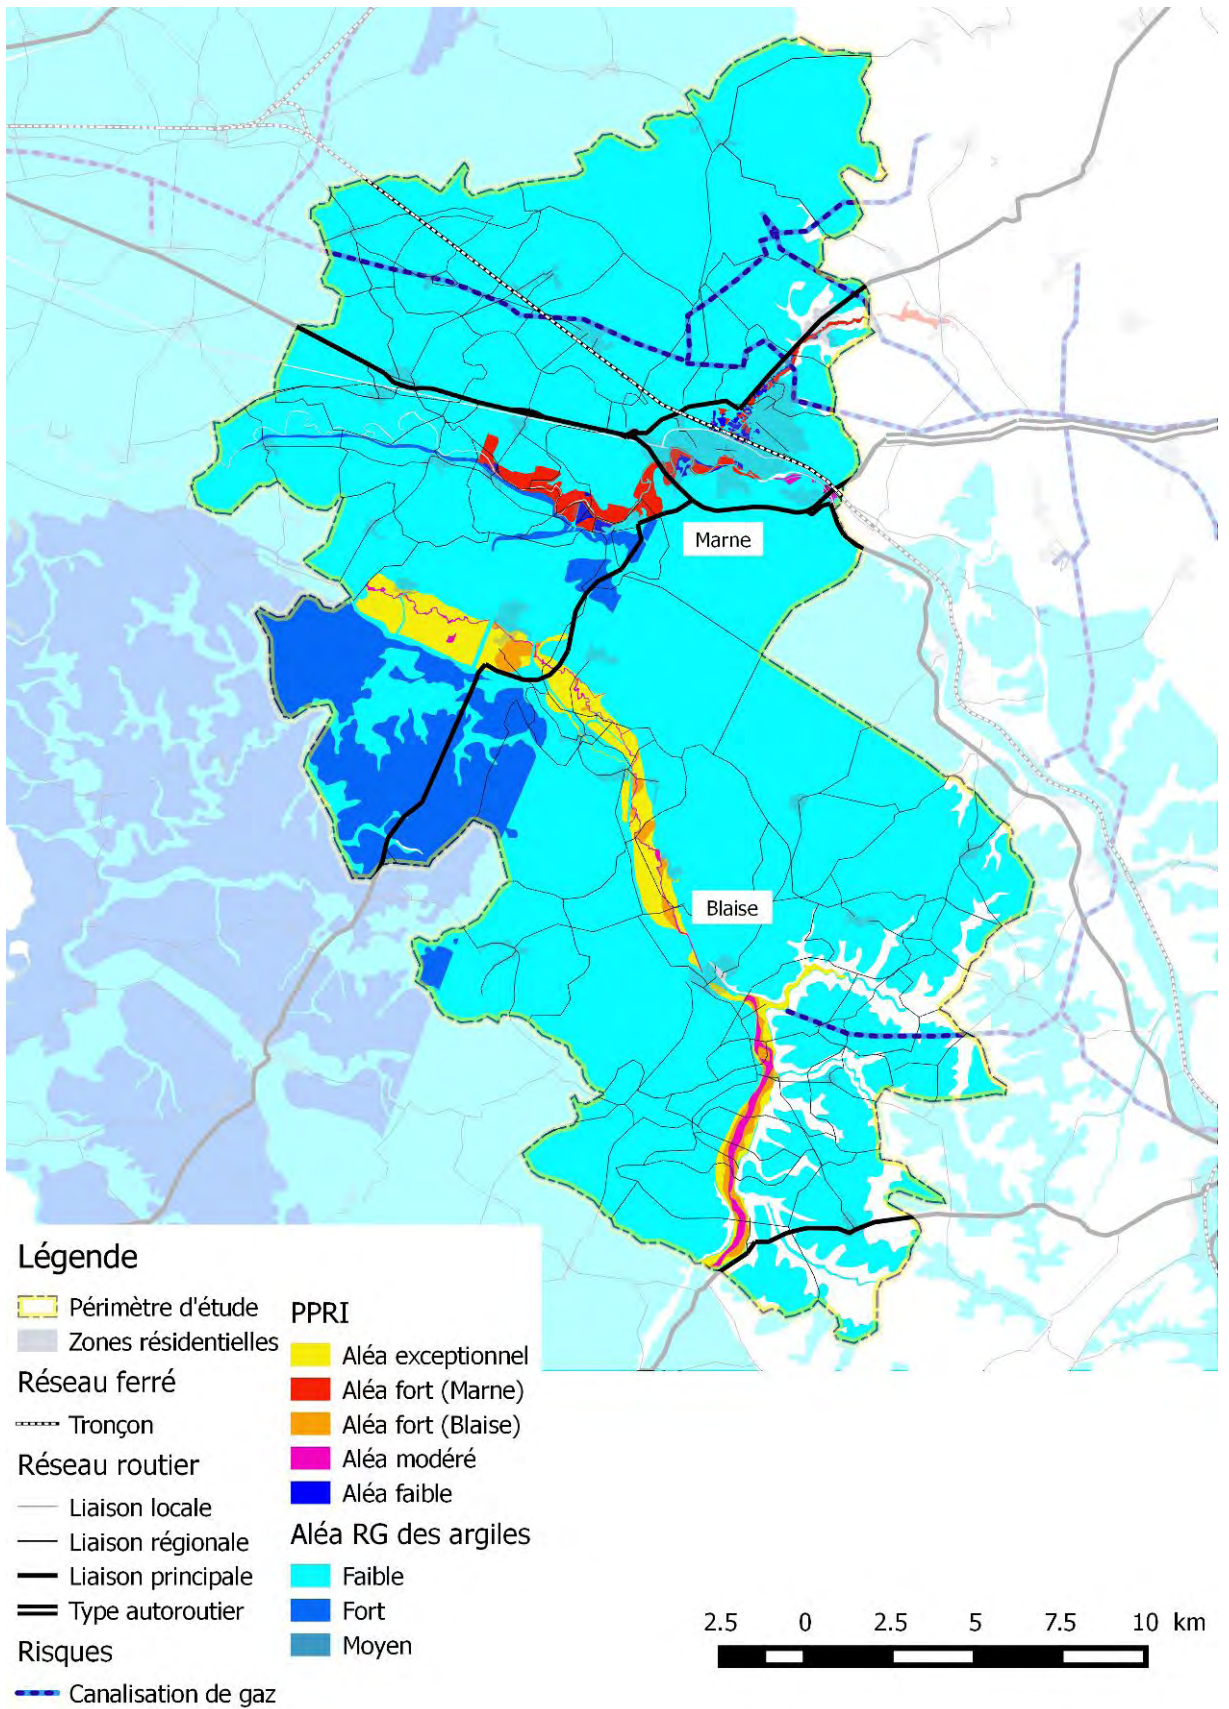 Marne
Blaise
Légende
Périmètre d'étude
Zones résidentielles
Réseau ferré
Tronçon
Réseau routier
Liaison locale
Liaison régionale
Liaison principale
Type autoroutier
Risques
Canalisation de gaz
PPRI
Aléa exceptionnel
Aléa fort (Marne)
Aléa fort (Blaise)
Aléa modéré
Aléa faible
Aléa RG des argiles
Faible
Fort
Moyen
2.5 0 2.5 5 7.5 10 km